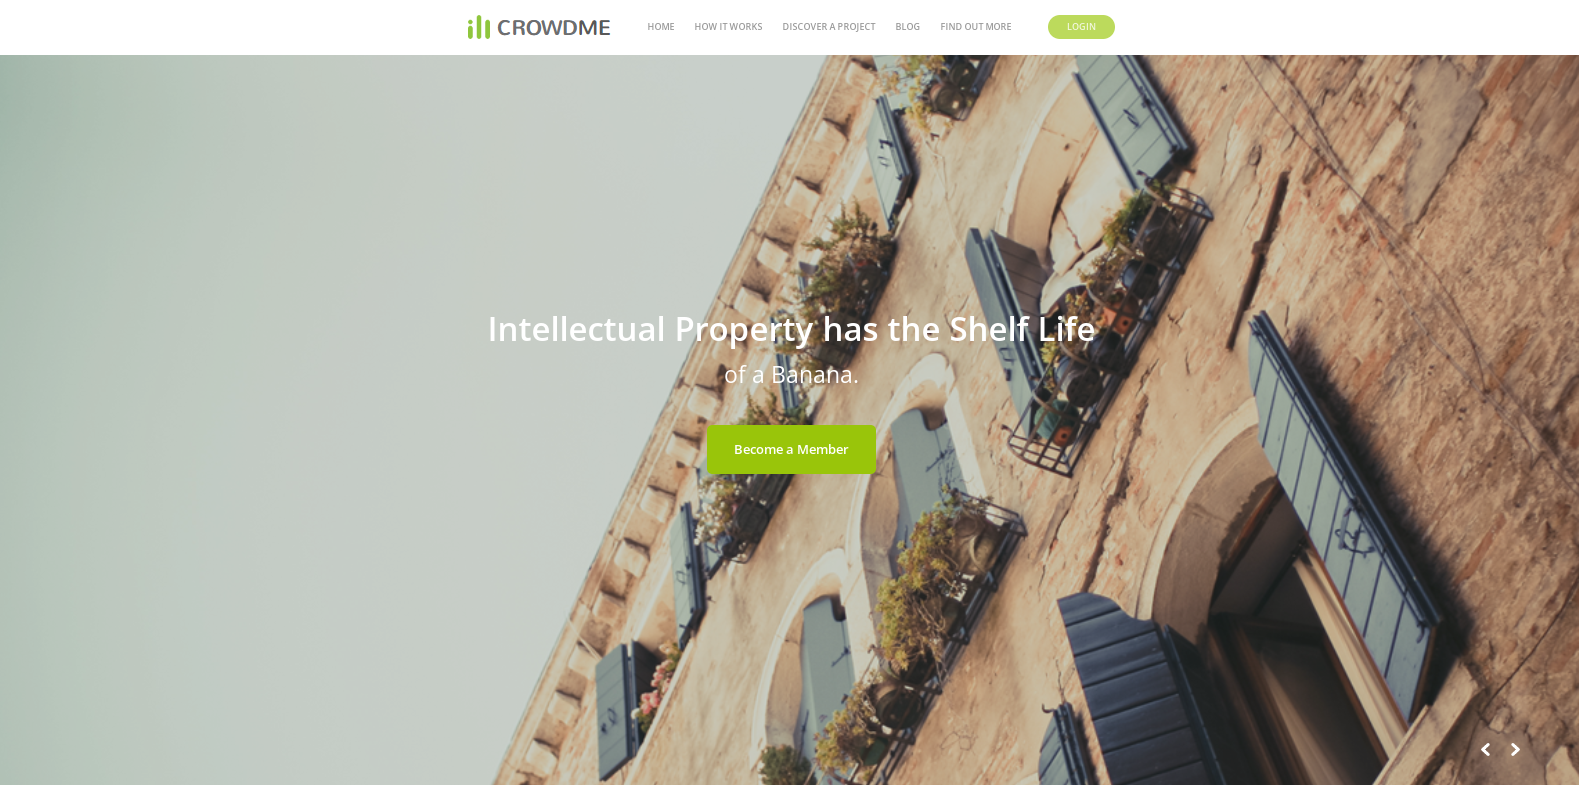 CROWDME
HOME HOW IT WORKS DISCOVER A PROJECT BLOG FIND OUT MORE LOGIN
Intellectual Property has the Shelf Life
of a Banana.
Become a Member